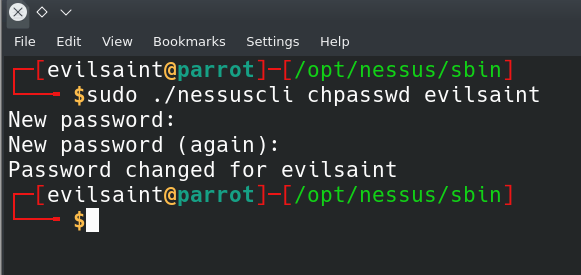 File Edit View Bookmarks Settings Help
┌─[evilsaint@parrot]─[/opt/nessus/sbin]
└──╼ $sudo ./nessuscli chpasswd evilsaint
New password:
New password (again):
Password changed for evilsaint
┌─[evilsaint@parrot]─[/opt/nessus/sbin]
└──╼ $